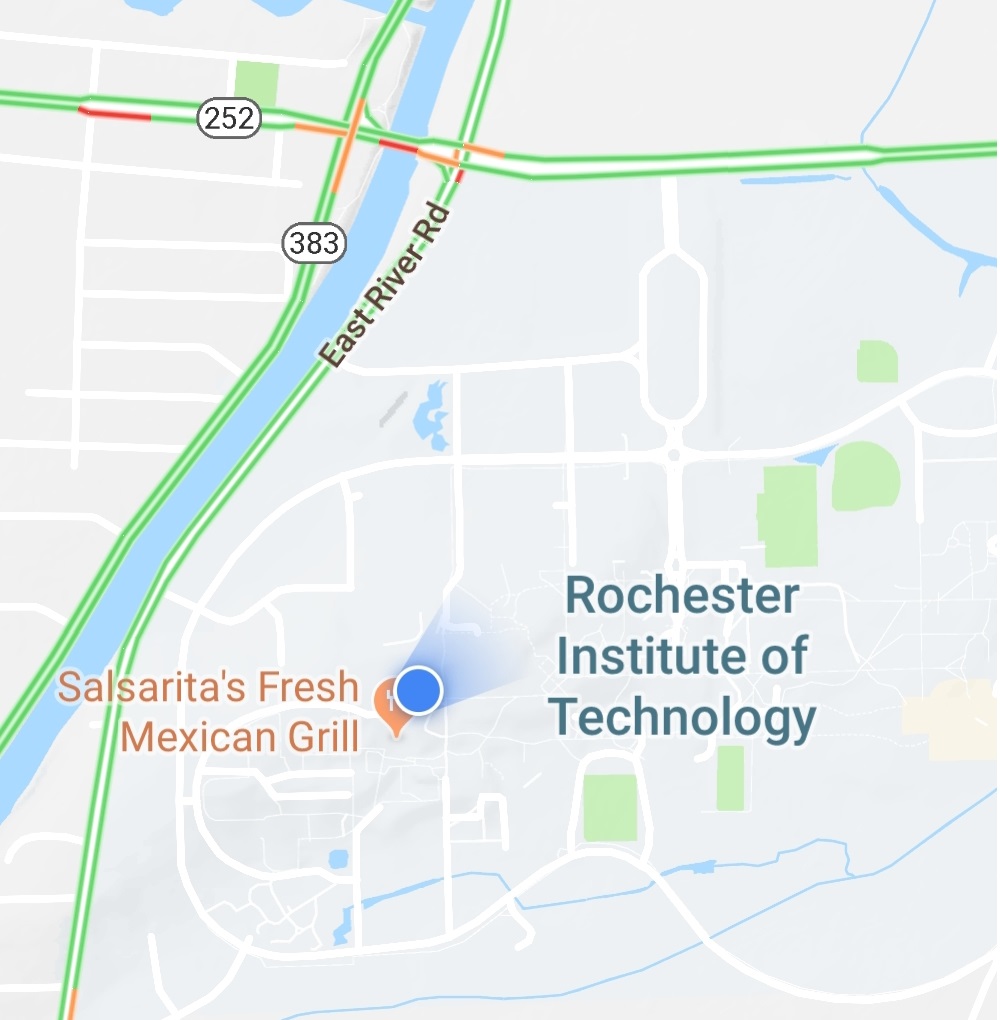 252
383
East River Rd
Rochester
Institute of
Technology
Salsarita's Fresh
Mexican Grill